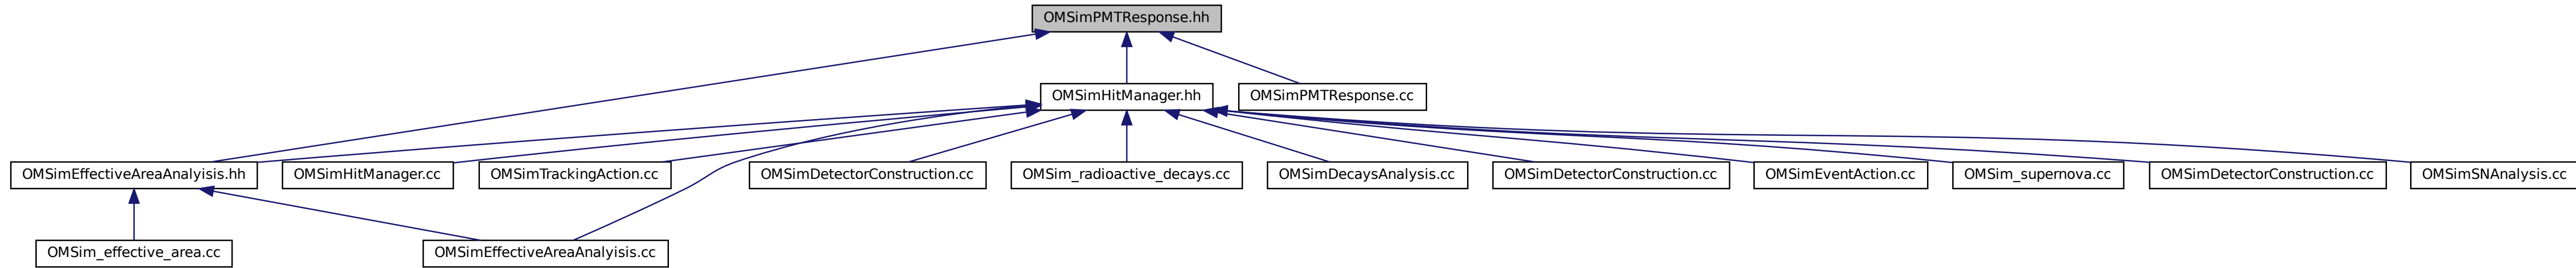 OMSimPMTResponse.hh
OMSimHitManager.hh
OMSimPMTResponse.cc
OMSimEffectiveAreaAnalyisis.hh
OMSimHitManager.cc
OMSimTrackingAction.cc
OMSimDetectorConstruction.cc
OMSim_radioactive_decays.cc
OMSimDecaysAnalysis.cc
OMSimDetectorConstruction.cc
OMSimEventAction.cc
OMSim_supernova.cc
OMSimDetectorConstruction.cc
OMSimSNAnalysis.cc
OMSim_effective_area.cc
OMSimEffectiveAreaAnalyisis.cc